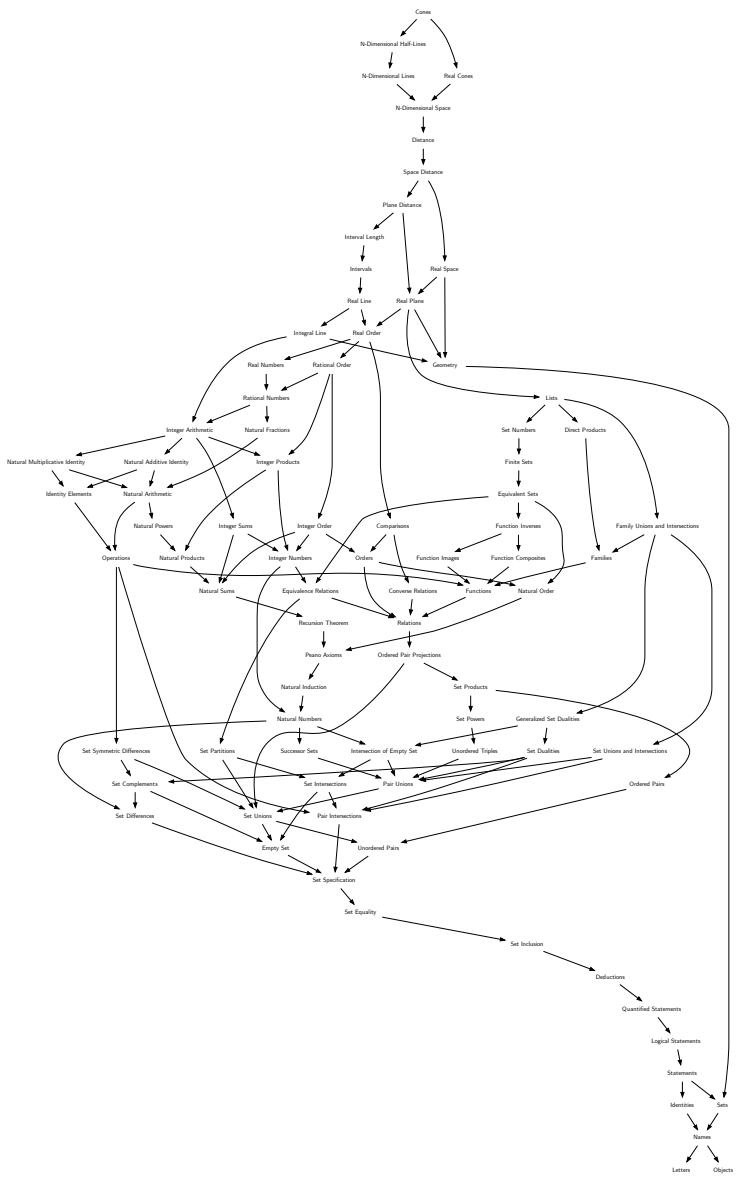 Cones
N-Dimensional Half-Lines
N-Dimensional Lines
Real Cones
N-Dimensional Space
Distance
Space Distance
Plane Distance
Interval Length
Intervals
Real Space
Real Line
Real Plane
Integral Line
Real Order
Real Numbers
Rational Order
Geometry
Rational Numbers
Lists
Integer Arithmetic
Natural Fractions
Set Numbers
Direct Products
Natural Multiplicative Identity
Natural Additive Identity
Integer Products
Finite Sets
Identity Elements
Natural Arithmetic
Equivalent Sets
Natural Powers
Integer Sums
Integer Order
Comparisons
Function Inverses
Family Unions and Intersections
Operations
Natural Products
Integer Numbers
Orders
Function Images
Function Composites
Families
Natural Sums
Equivalence Relations
Converse Relations
Functions
Natural Order
Recursion Theorem
Relations
Peano Axioms
Ordered Pair Projections
Natural Induction
Set Products
Natural Numbers
Set Powers
Generalized Set Dualities
Set Symmetric Differences
Set Partitions
Successor Sets
Intersection of Empty Set
Unordered Triples
Set Dualities
Set Unions and Intersections
Set Complements
Set Intersections
Pair Unions
Ordered Pairs
Set Differences
Set Unions
Pair Intersections
Empty Set
Unordered Pairs
Set Specification
Set Equality
Set Inclusion
Deductions
Quantified Statements
Logical Statements
Statements
Identities
Sets
Names
Letters
Objects